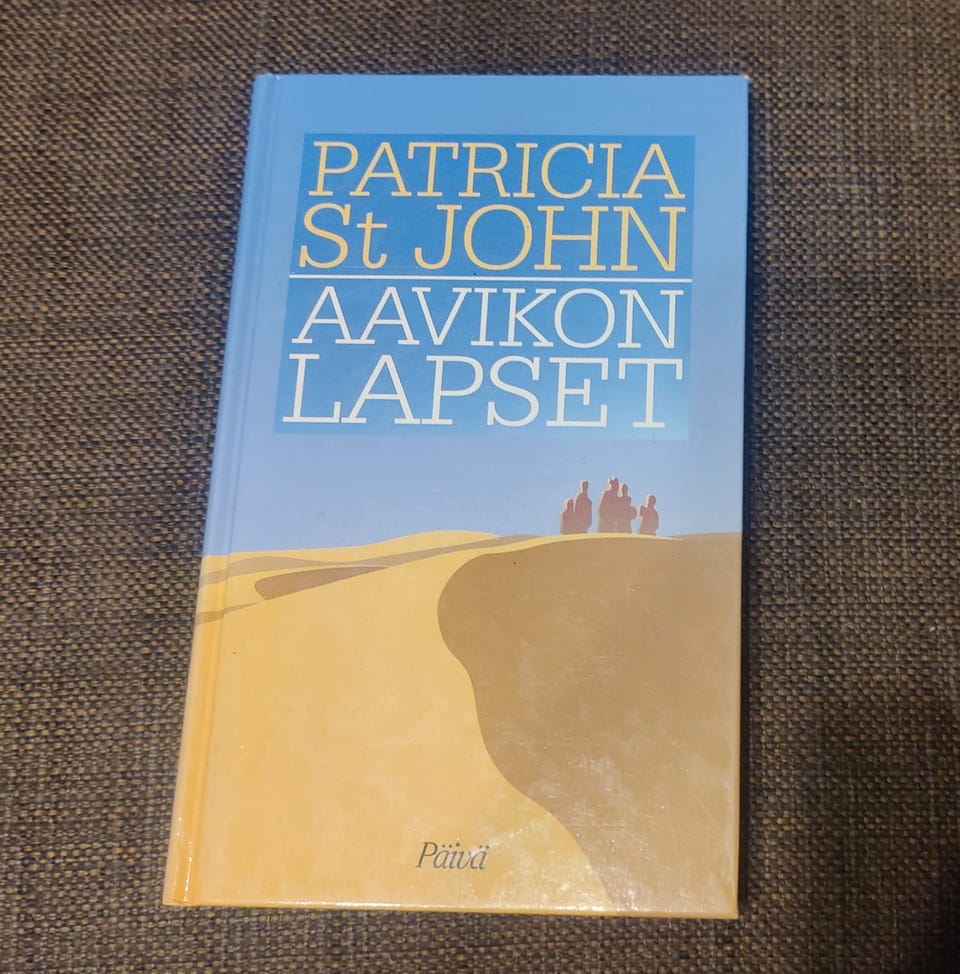 PATRICIA
St JOHN
AAVIKON
LAPSET
Päivä